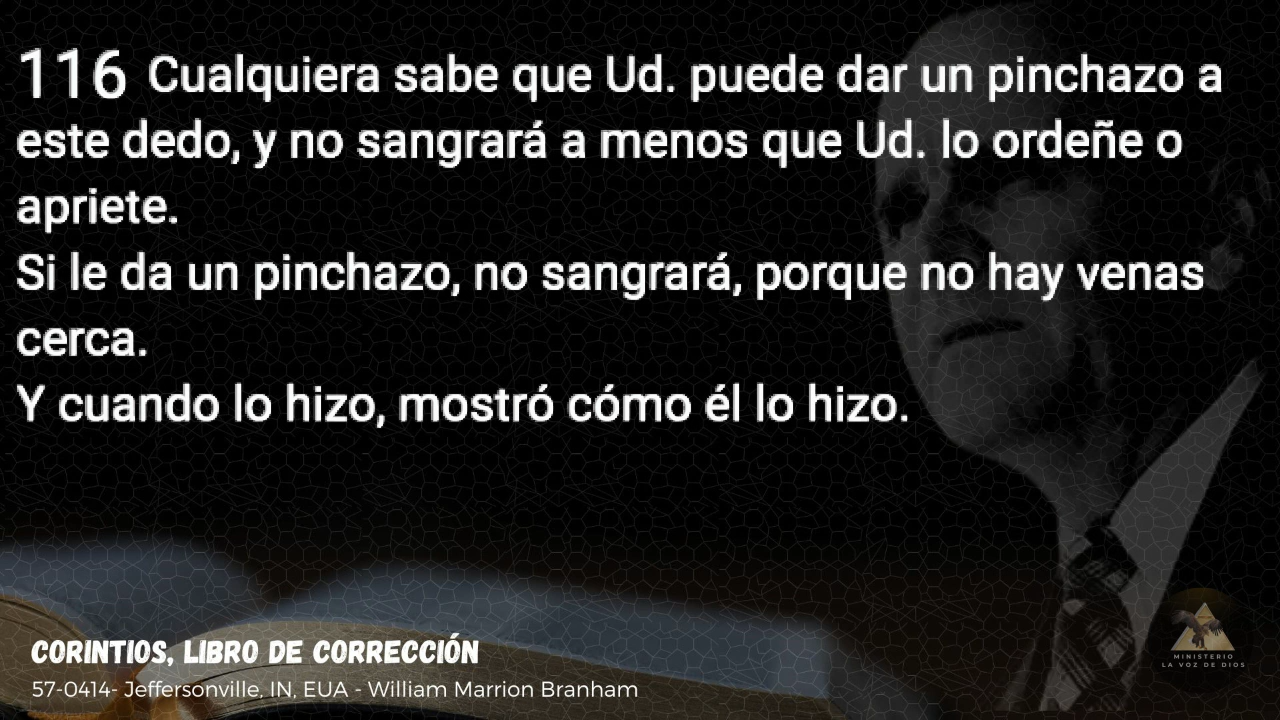 116 Cualquiera sabe que Ud. puede dar un pinchazo a
este dedo, y no sangrará a menos que Ud. lo ordeñe o
apriete.
Si le da un pinchazo, no sangrará, porque no hay venas
cerca.
Y cuando lo hizo, mostró cómo él lo hizo.
CORINTIOS, LIBRO DE CORRECCIÓN
57-0414- Jeffersonville, IN, EUA - William Marrion Branham
MINISTERIO
LA VOZ DE DIOS